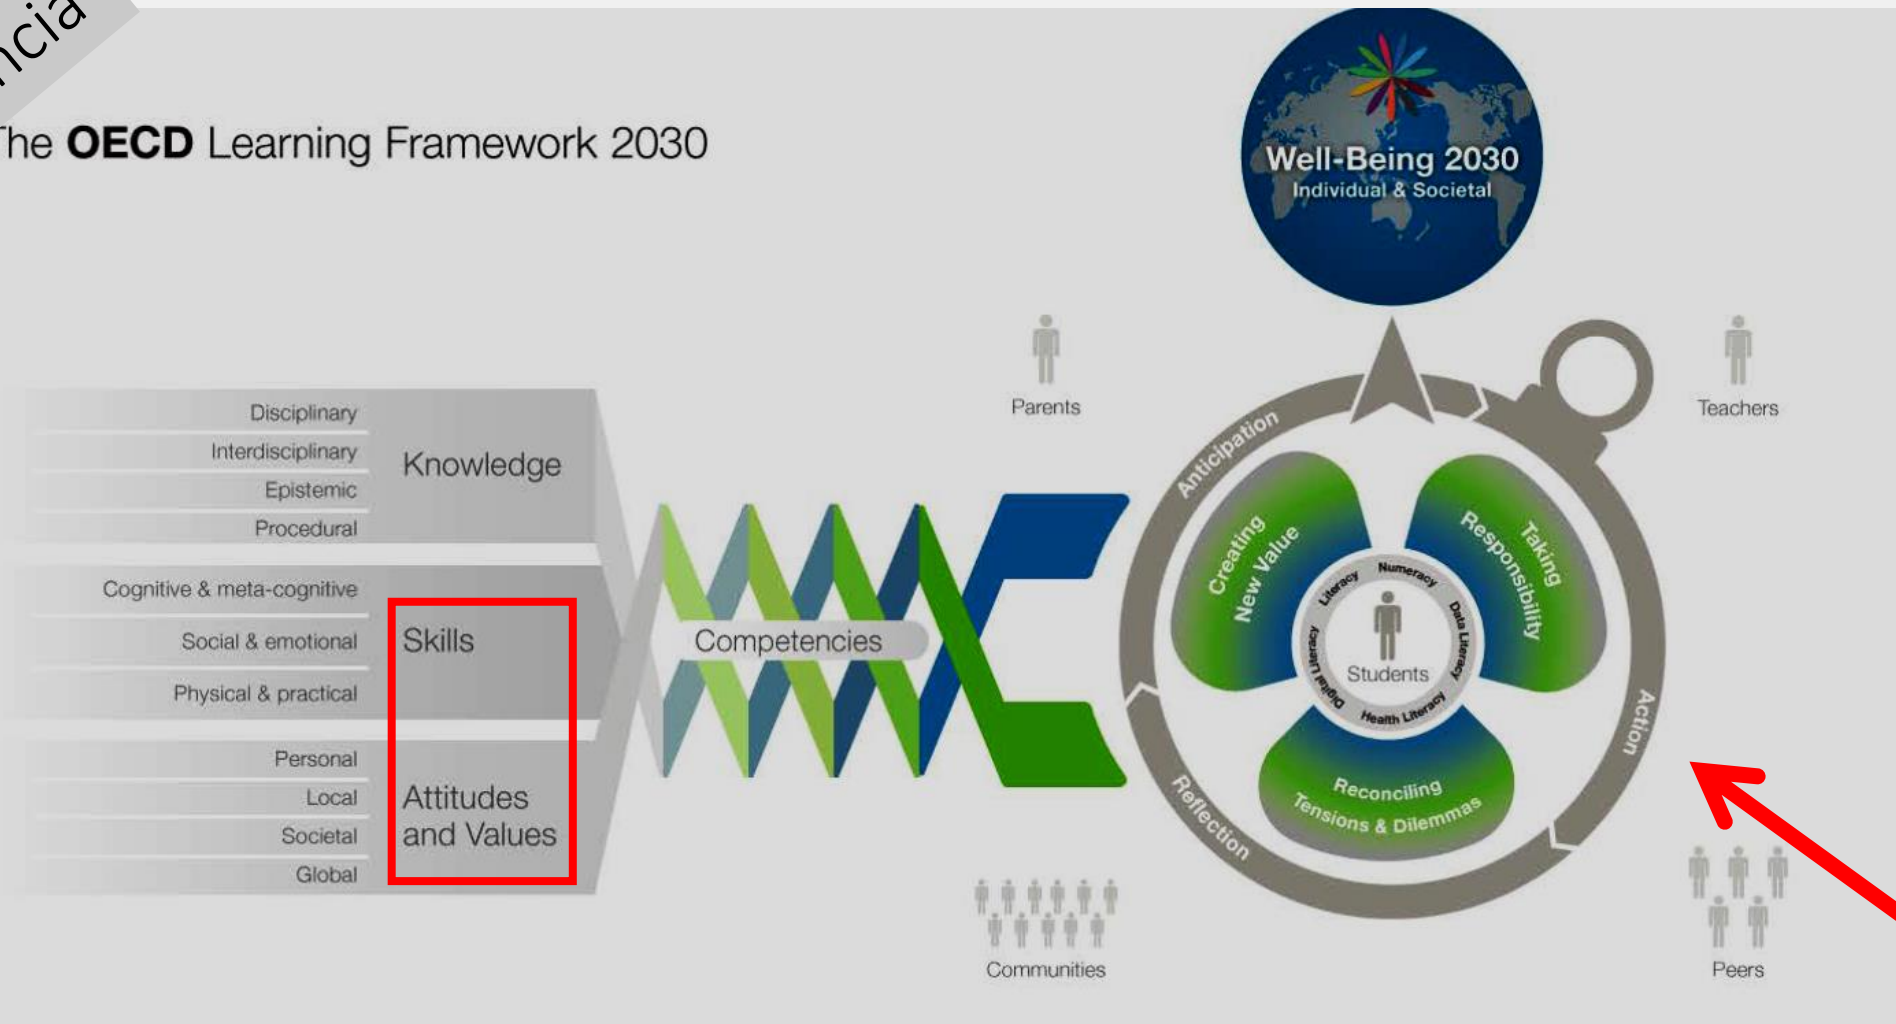 The OECD Learning Framework 2030
Well-Being 2030
Individual & Societal
Parents
Teachers
Disciplinary
Interdisciplinary
Epistemic
Procedural
Knowledge
Cognitive & meta-cognitive
Social & emotional
Physical & practical
Skills
Personal
Local
Societal
Global
Attitudes
and Values
Competencies
Anticipation
Action
Reflection
Creating
New Value
Taking
Responsibility
Reconciling
Tensions & Dilemmas
Literacy
Numeracy
Data Literacy
Health Literacy
Digital Literacy
Students
Communities
Peers